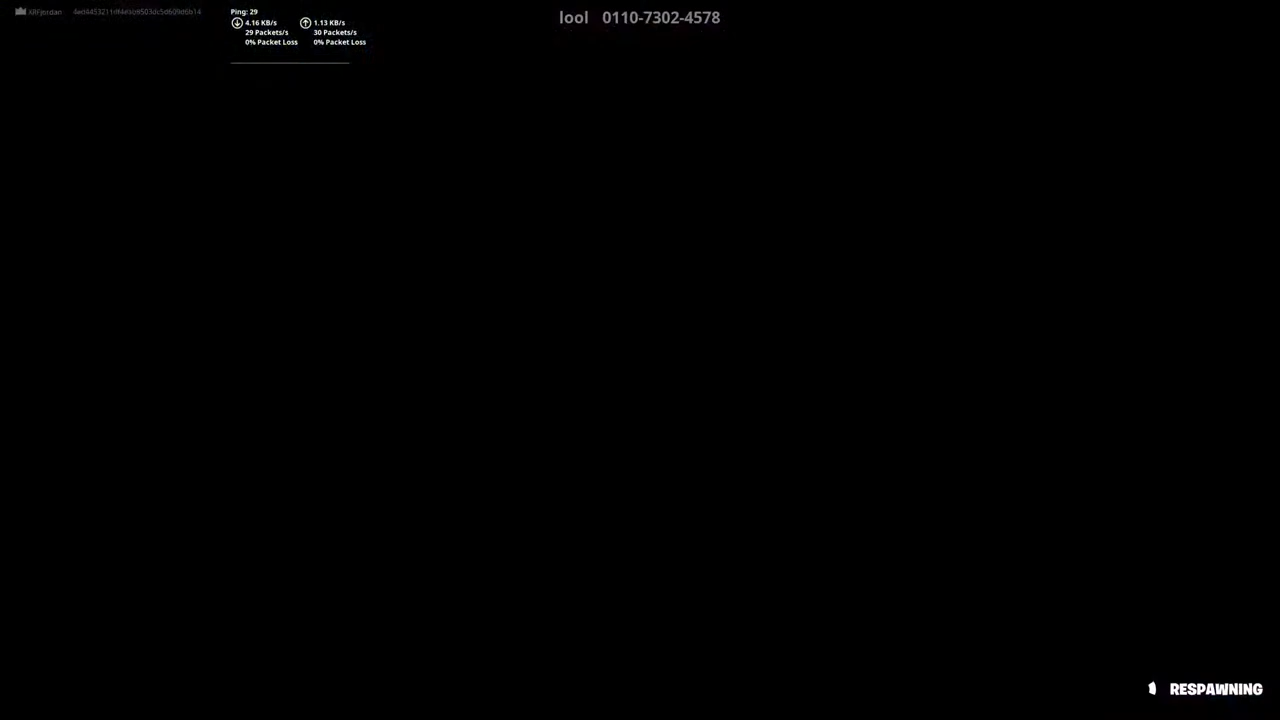 XRFjordan
Ping: 29
4.16 KB/s 1.13 KB/s
29 Packets/s 30 Packets/s
0% Packet Loss 0% Packet Loss
lool 0110-7302-4578
RESPAWNING